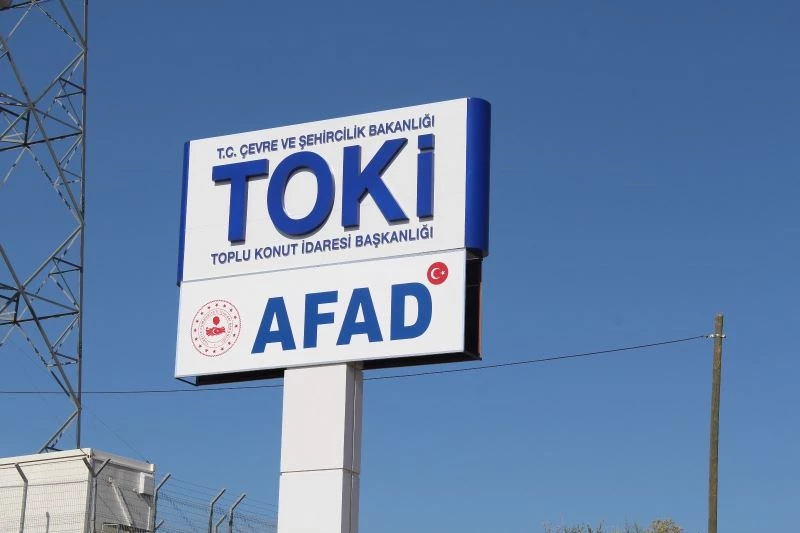 T.C. ÇEVRE VE ŞEHİRCİLİK BAKANLIĞI
TOKİ
TOPLU KONUT İDARESİ BAŞKANLIĞI
AFAD